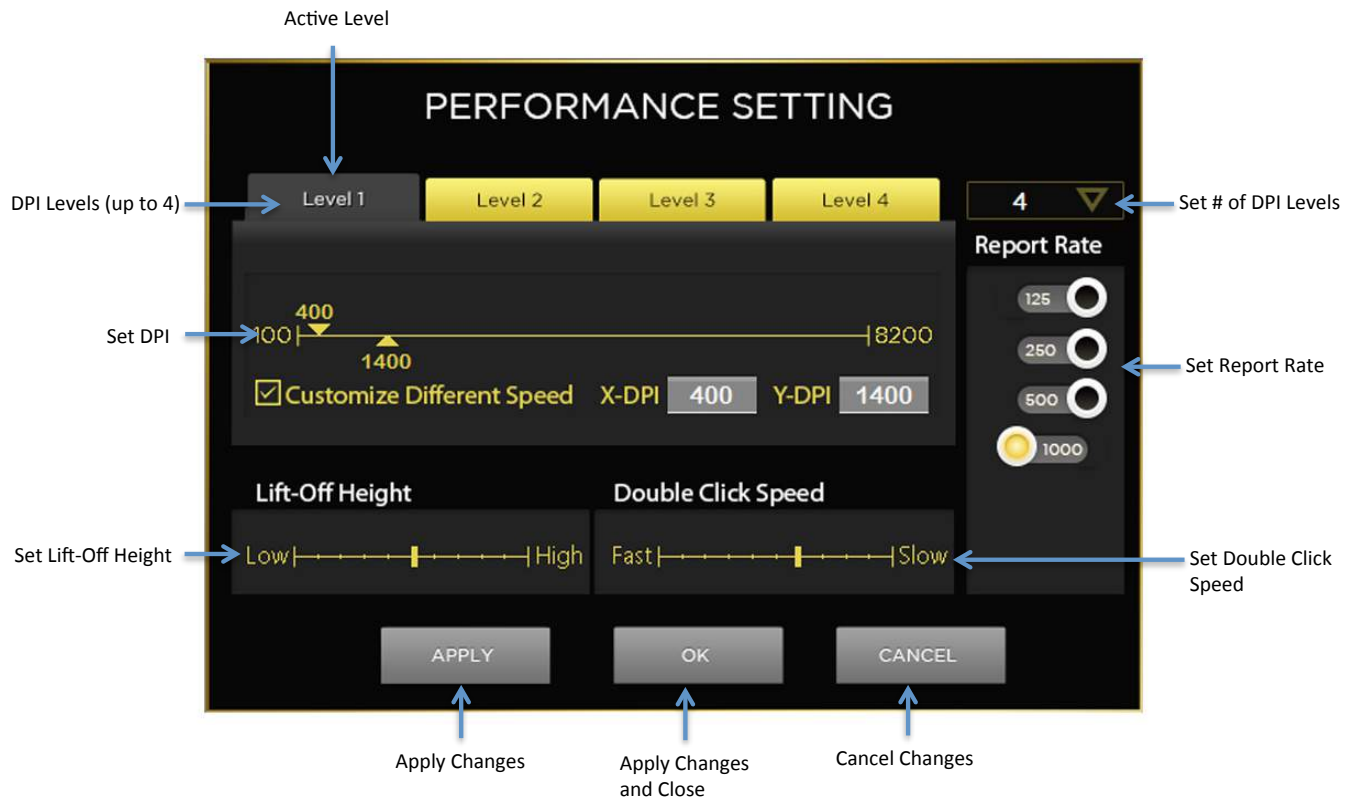 Active Level
PERFORMANCE SETTING
DPI Levels (up to 4)
Level 1
Level 2
Level 3
Level 4
4
Set # of DPI Levels
Report Rate
125
250
500
1000
Set Report Rate
Set DPI
400
100
8200
1400
Customize Different Speed X-DPI 400 Y-DPI 1400
Lift-Off Height
Double Click Speed
Set Lift-Off Height
Low
High
Fast
Slow
Set Double Click
Speed
APPLY
OK
CANCEL
Apply Changes
Apply Changes
and Close
Cancel Changes